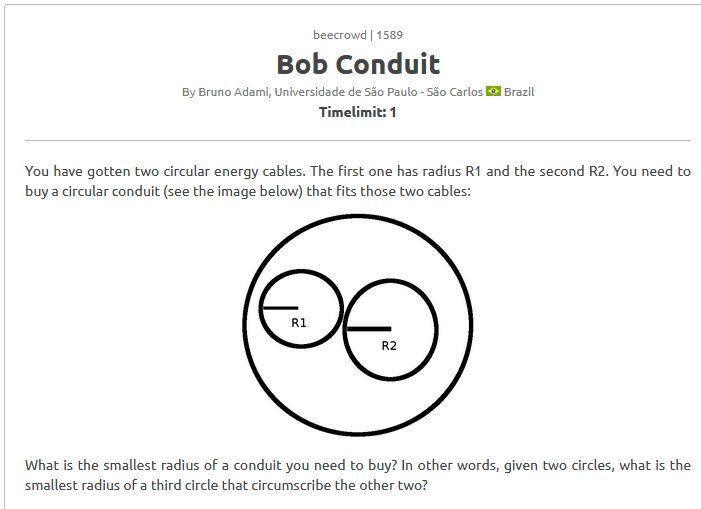 beecrowd | 1589
Bob Conduit
By Bruno Adami, Universidade de São Paulo - São Carlos Brazil
Timelimit: 1
You have gotten two circular energy cables. The first one has radius R1 and the second R2. You need to
buy a circular conduit (see the image below) that fits those two cables:
R1
R2
What is the smallest radius of a conduit you need to buy? In other words, given two circles, what is the
smallest radius of a third circle that circumscribe the other two?